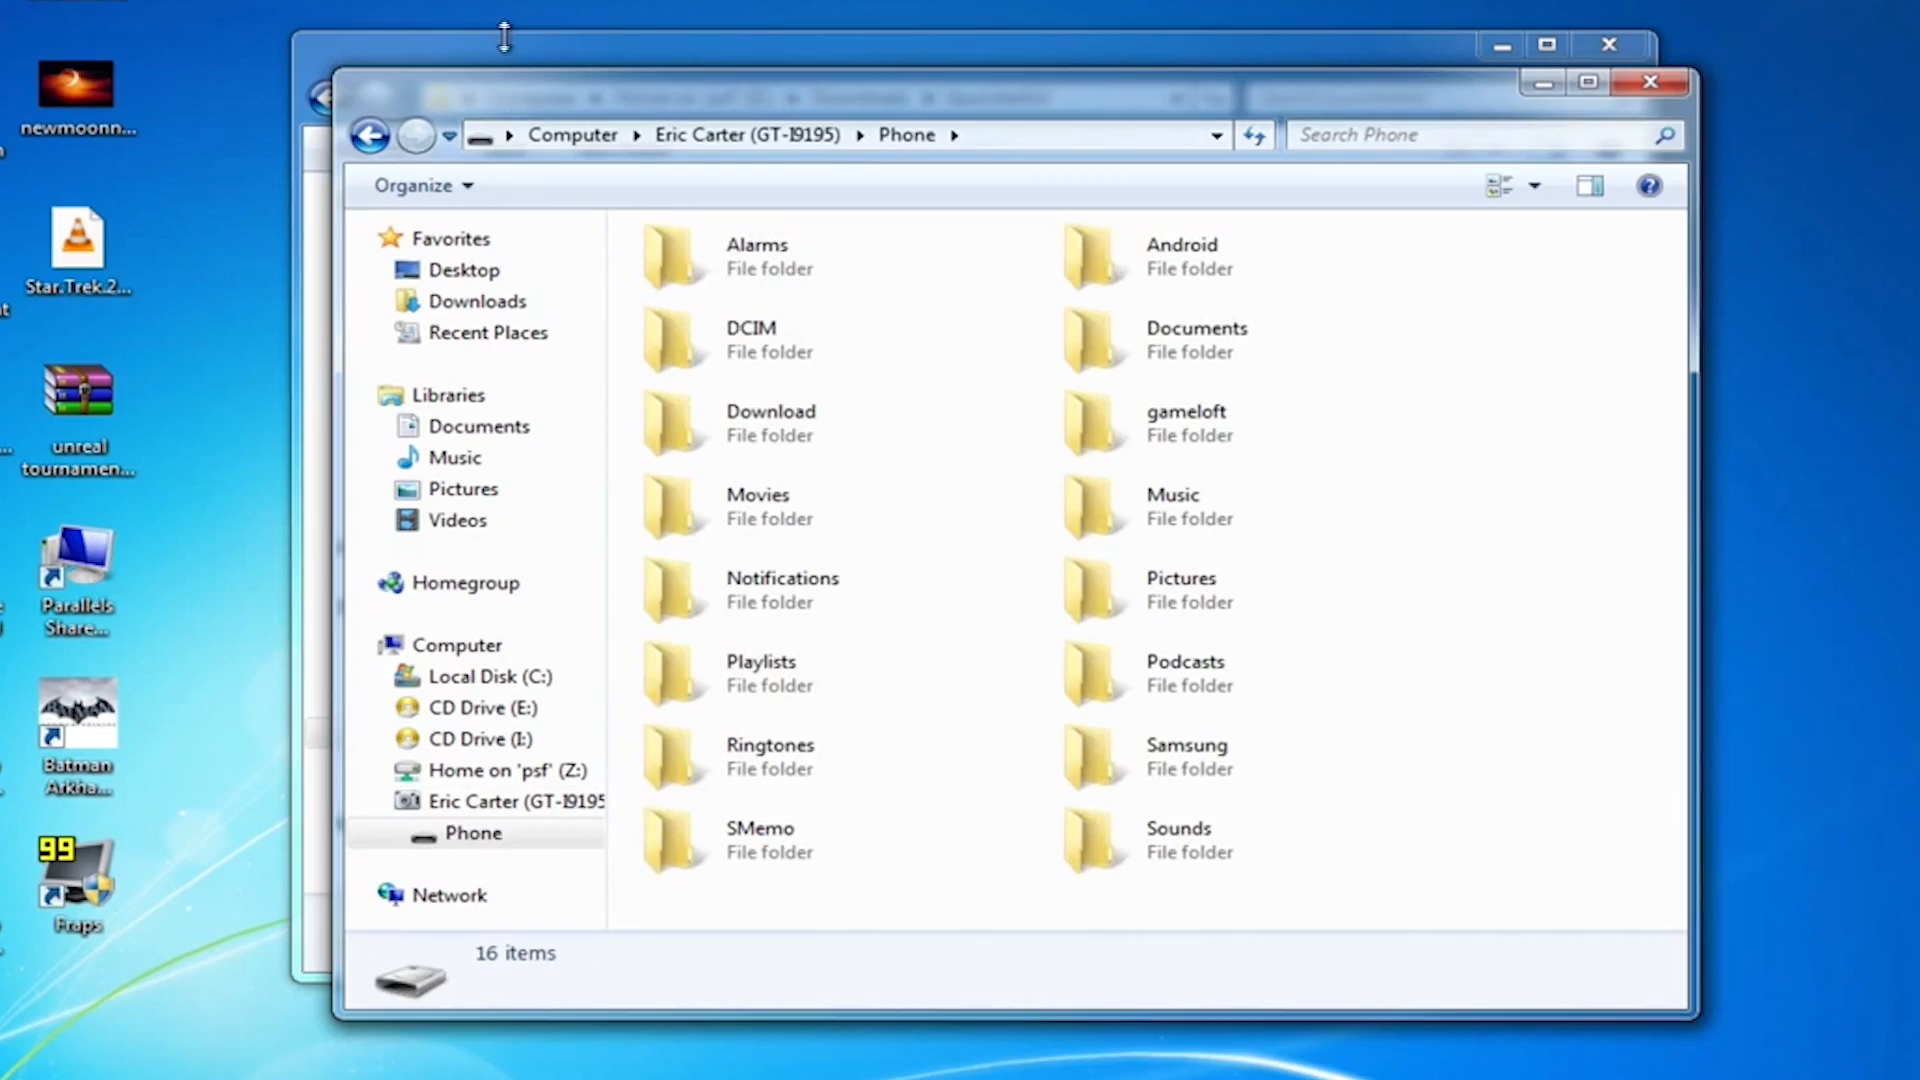 newmoonn...
Star.Trek.2...
unreal
tournamen...
Parallels
Share...
Batman
Arkha...
99
Fraps
Computer
Eric Carter (GT-I9195)
Phone
Search Phone
Organize
Favorites
Desktop
Downloads
Recent Places
Libraries
Documents
Music
Pictures
Videos
Homegroup
Computer
Local Disk (C:)
CD Drive (E:)
CD Drive (I:)
Home on 'psf' (Z:)
Eric Carter (GT-I9195
Phone
Network
Alarms
File folder
Android
File folder
DCIM
File folder
Documents
File folder
Download
File folder
gameloft
File folder
Movies
File folder
Music
File folder
Notifications
File folder
Pictures
File folder
Playlists
File folder
Podcasts
File folder
Ringtones
File folder
Samsung
File folder
SMemo
File folder
Sounds
File folder
16 items